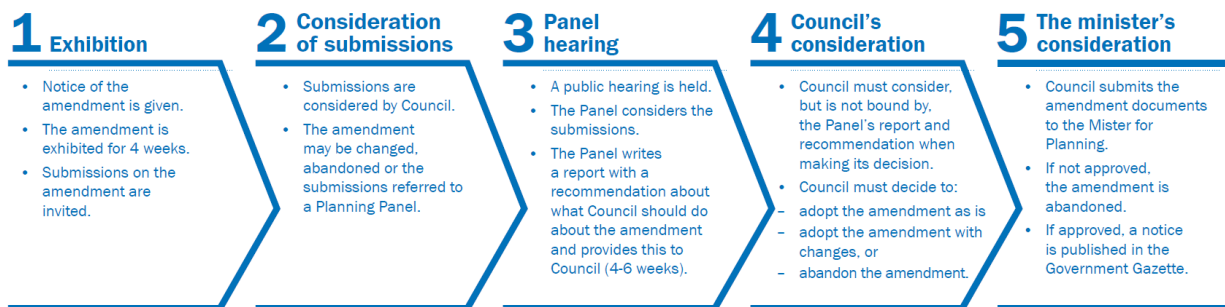 1 Exhibition
• Notice of the
amendment is given.
• The amendment is
exhibited for 4 weeks.
• Submissions on the
amendment are
invited.
2 Consideration
of submissions
• Submissions are
considered by Council.
• The amendment
may be changed,
abandoned or the
submissions referred to
a Planning Panel.
3 Panel
hearing
• A public hearing is held.
• The Panel considers the
submissions.
• The Panel writes
a report with a
recommendation about
what Council should do
about the amendment
and provides this to
Council (4-6 weeks).
4 Council's
consideration
• Council must consider,
but is not bound by,
the Panel's report and
recommendation when
making its decision.
• Council must decide to:
– adopt the amendment as is
– adopt the amendment with
changes, or
– abandon the amendment.
5 The minister's
consideration
• Council submits the
amendment documents
to the Mister for
Planning.
• If not approved,
the amendment is
abandoned.
• If approved, a notice
is published in the
Government Gazette.